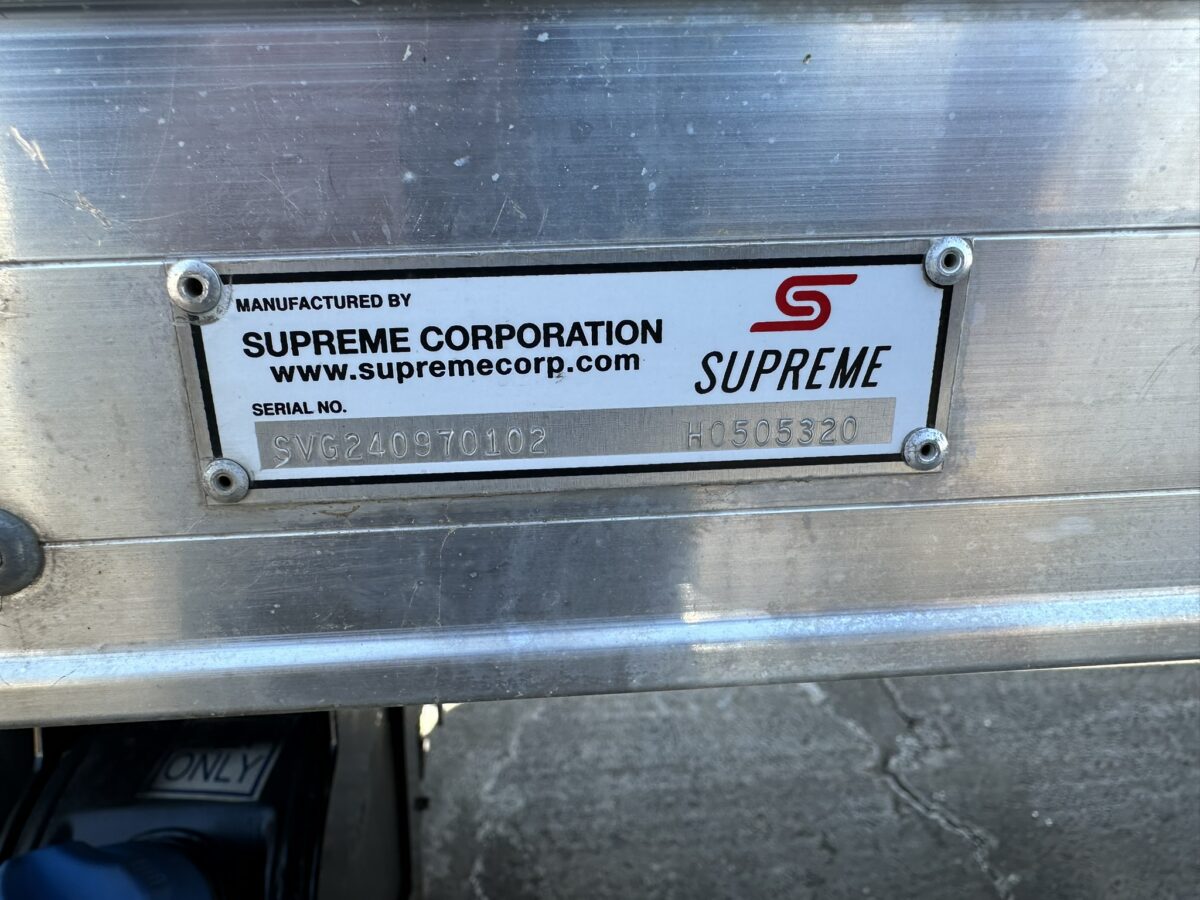 MANUFACTURED BY
SUPREME CORPORATION
www.supremecorp.com
SUPREME
SERIAL NO.
SVG240970102 H0505320
ONLY